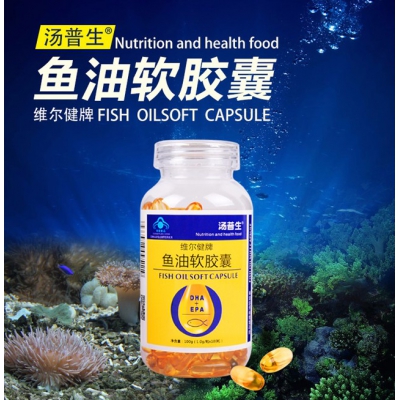 汤普生® Nutrition and health food
鱼油软胶囊
维尔健牌 FISH OILSOFT CAPSULE
汤普生
Nutrition and health food
维尔健牌
鱼油软胶囊
FISH OIL SOFT CAPSULE
DHA
+
EPA